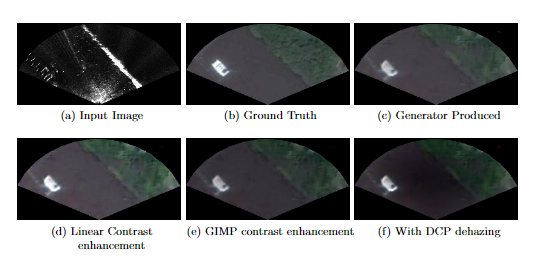 (a) Input Image
(b) Ground Truth
(c) Generator Produced
(d) Linear Contrast
enhancement
(e) GIMP contrast enhancement
(f) With DCP dehazing